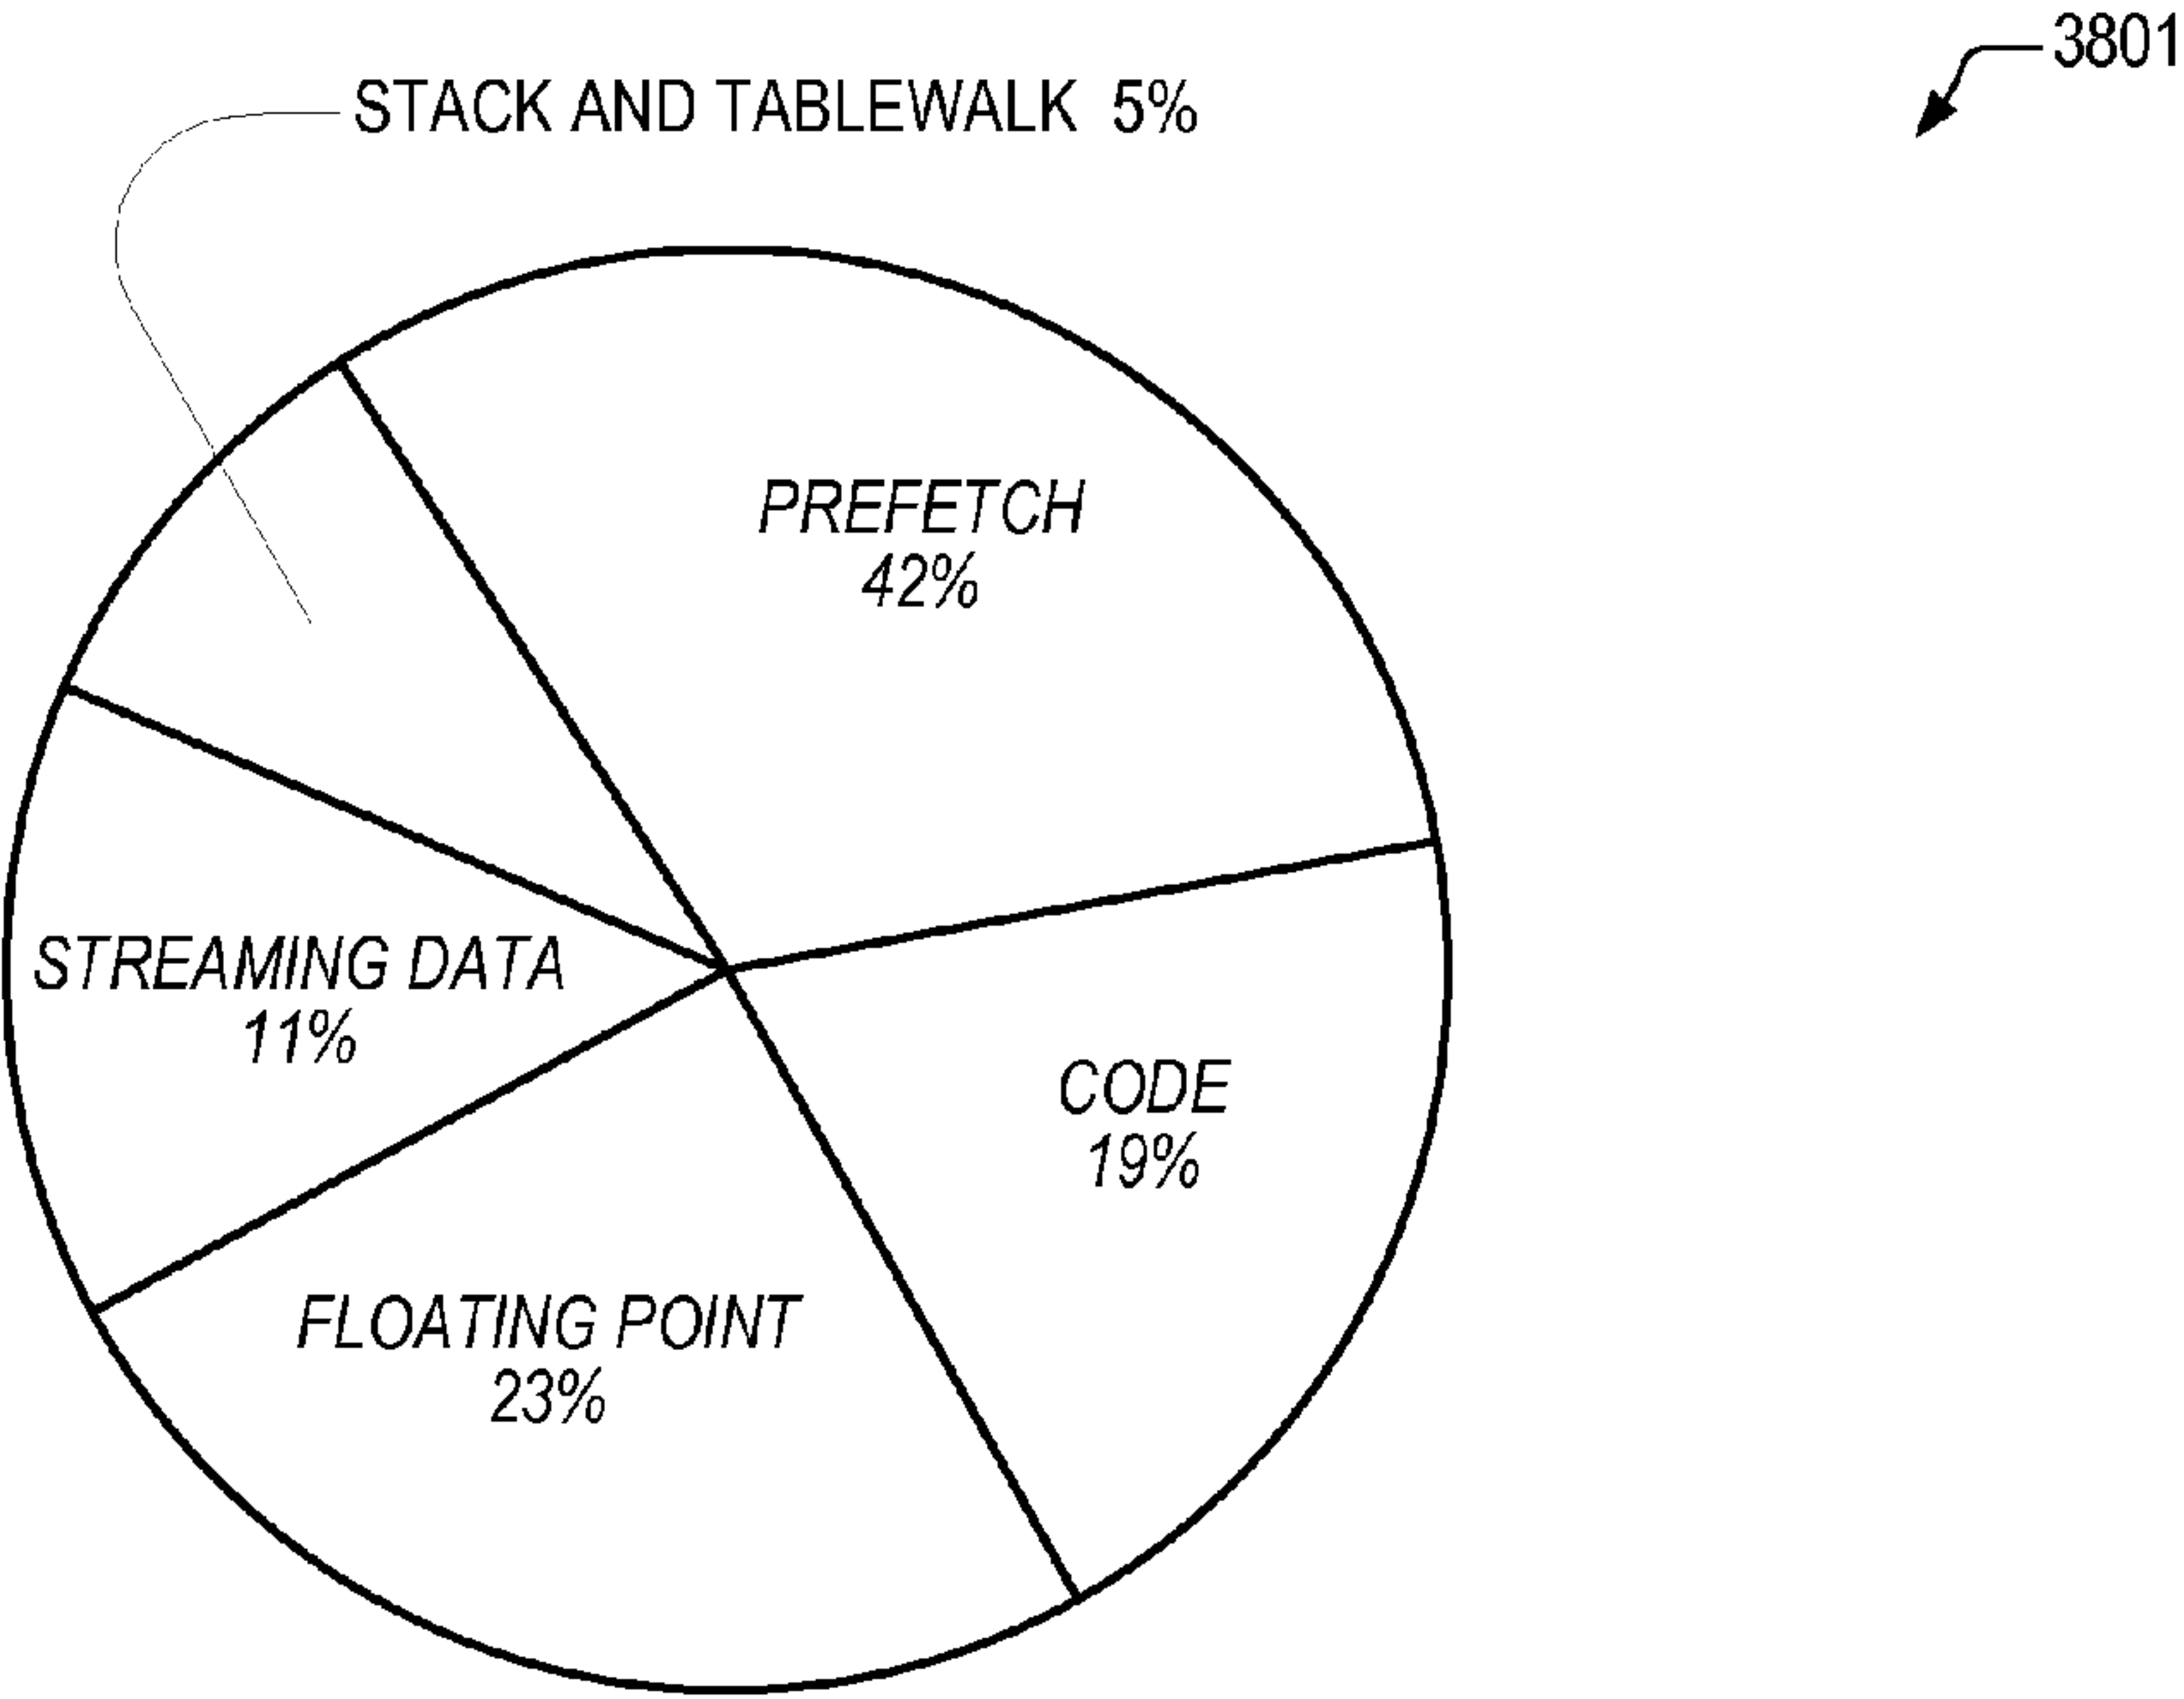 3801
STACK AND TABLEWALK 5%
PREFETCH
42%
STREAMING DATA
11%
CODE
19%
FLOATING POINT
23%